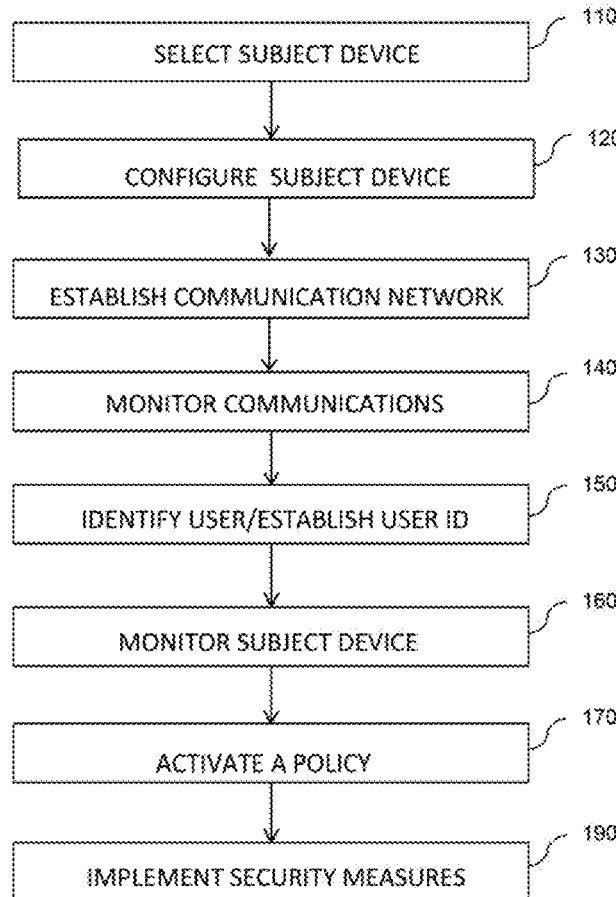 110
SELECT SUBJECT DEVICE
120
CONFIGURE SUBJECT DEVICE
130
ESTABLISH COMMUNICATION NETWORK
140
MONITOR COMMUNICATIONS
150
IDENTIFY USER/ESTABLISH USER ID
160
MONITOR SUBJECT DEVICE
170
ACTIVATE A POLICY
190
IMPLEMENT SECURITY MEASURES